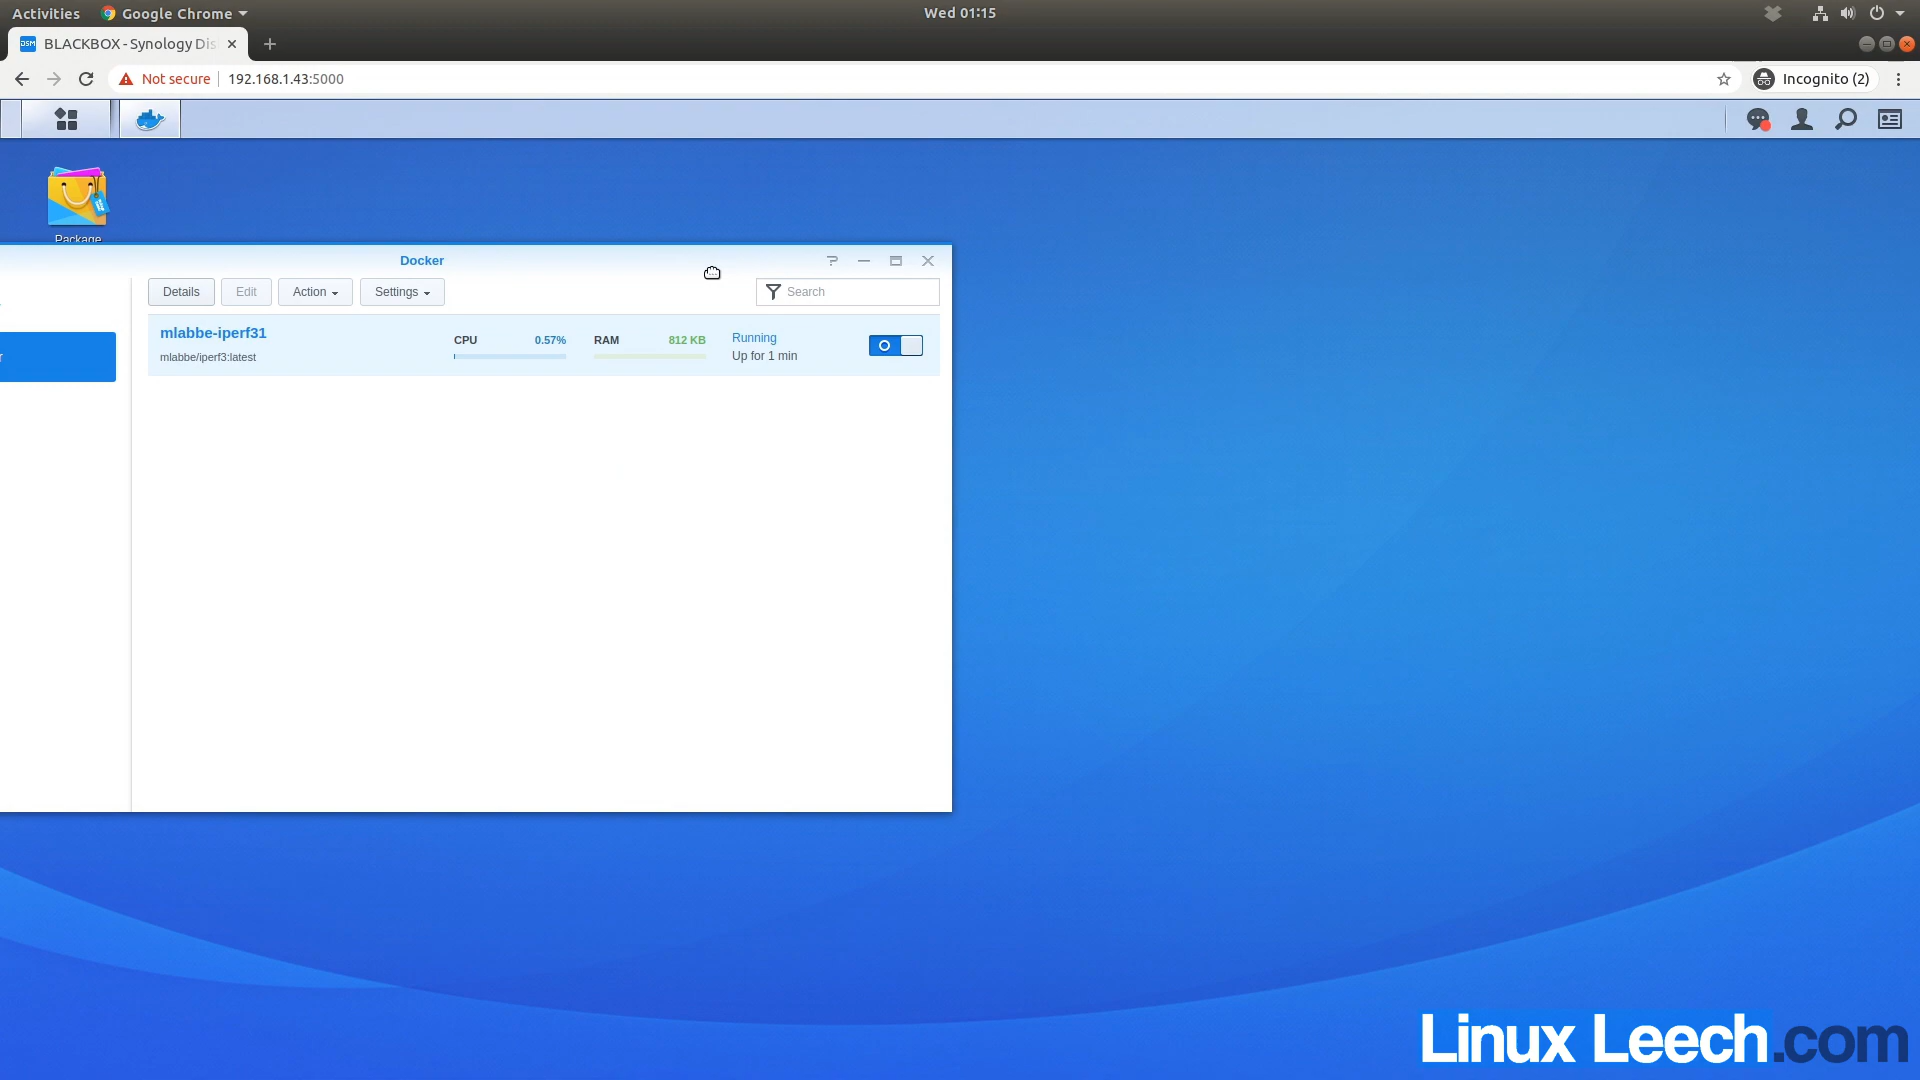 Activities
Google Chrome
Wed 01:15
BLACKBOX - Synology Dis
Not secure
192.168.1.43:5000
Incognito (2)
Package
Docker
Details
Edit
Action
Settings
Search
mlabbe-iperf31
mlabbe/iperf3:latest
CPU
0.57%
RAM
812 KB
Running
Up for 1 min
r
Linux Leech.com